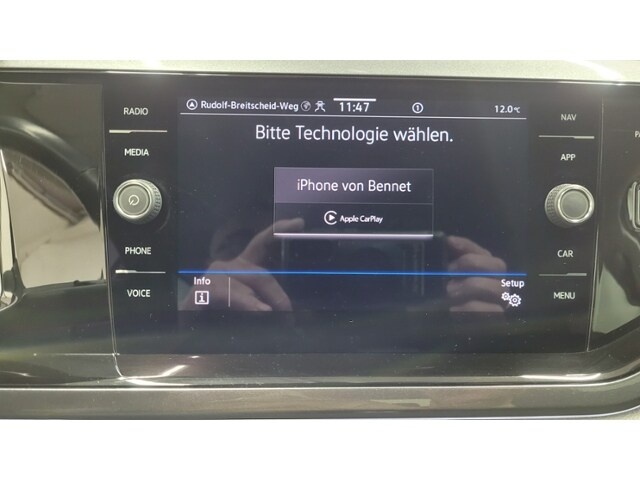 RADIO
MEDIA
PHONE
VOICE
Rudolf-Breitscheid-Weg
11:47
12.0°C
Bitte Technologie wählen.
iPhone von Bennet
Apple CarPlay
Info
Setup
NAV
APP
CAR
MENU